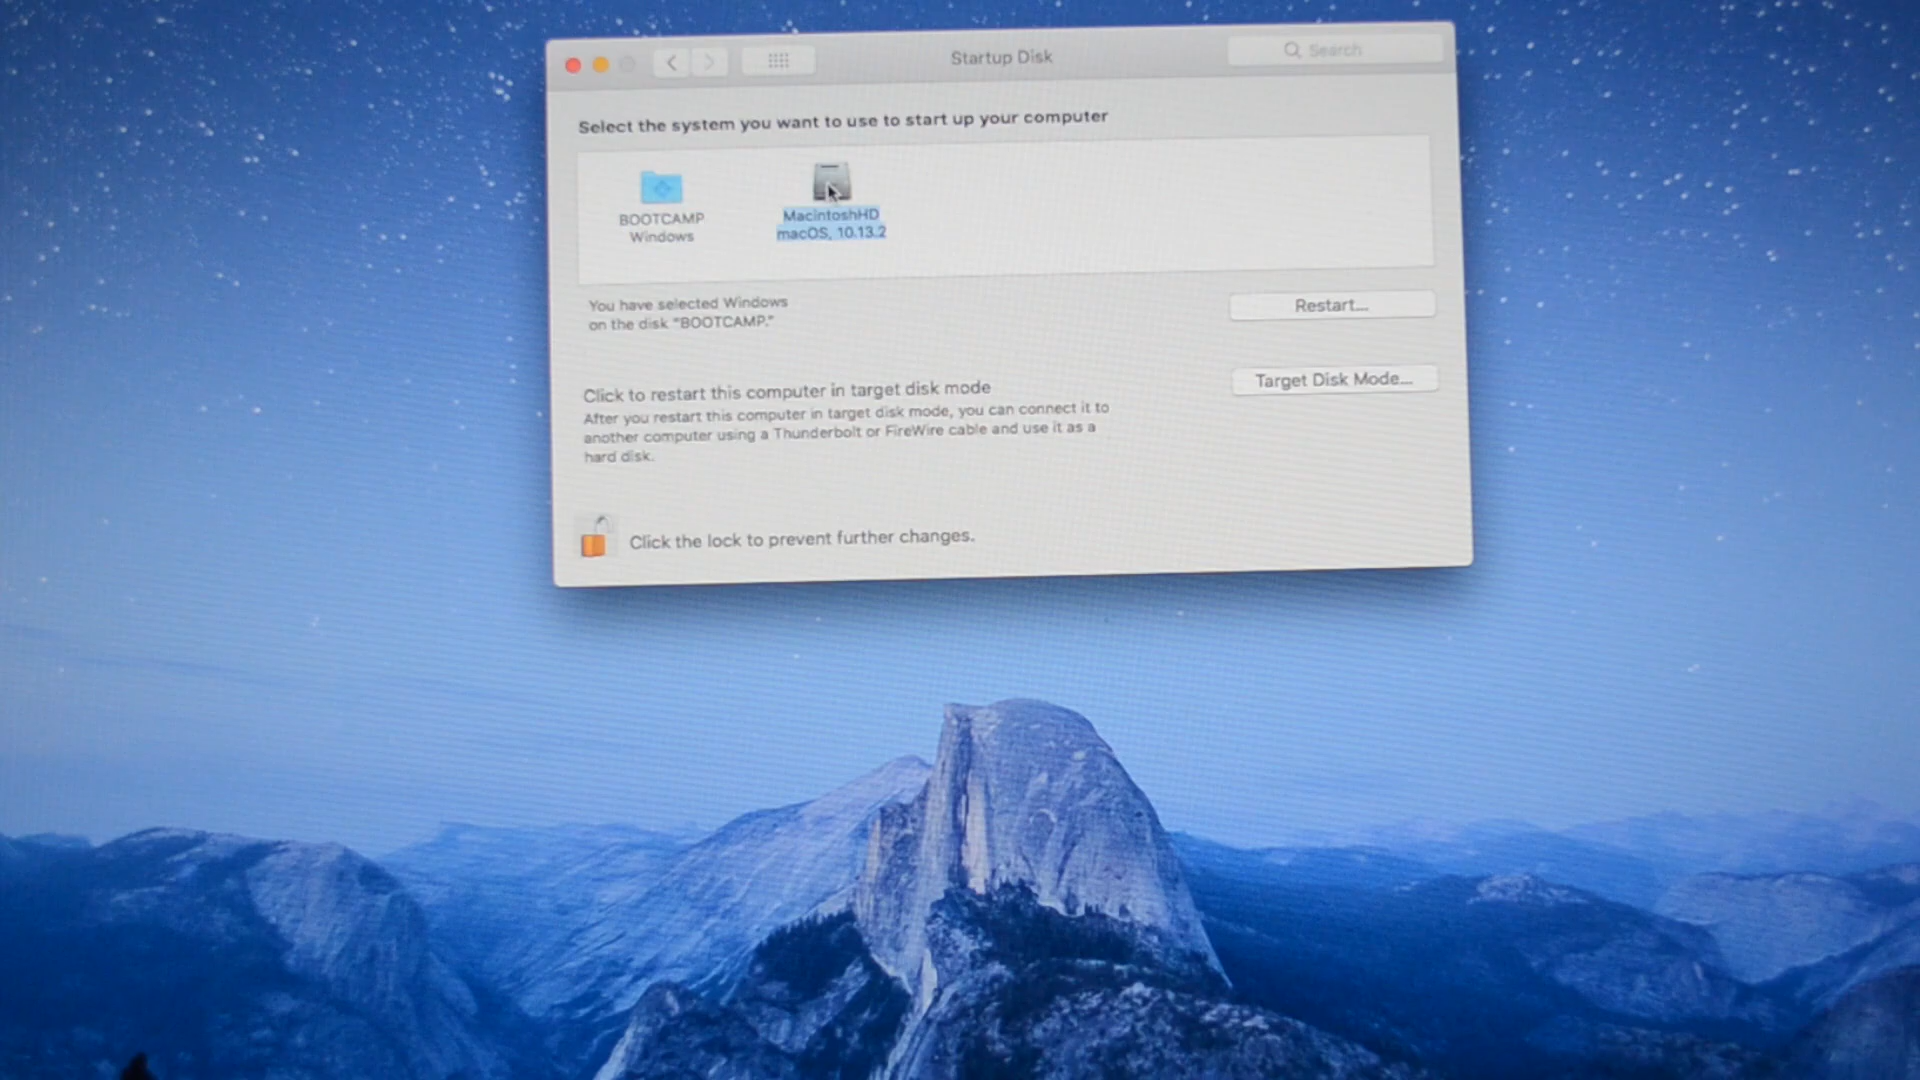 Startup Disk
Search
Select the system you want to use to start up your computer
BOOTCAMP
Windows
MacintoshHD
macOS, 10.13.2
You have selected Windows
on the disk “BOOTCAMP.”
Restart...
Click to restart this computer in target disk mode
After you restart this computer in target disk mode, you can connect it to
another computer using a Thunderbolt or FireWire cable and use it as a
hard disk.
Target Disk Mode...
Click the lock to prevent further changes.